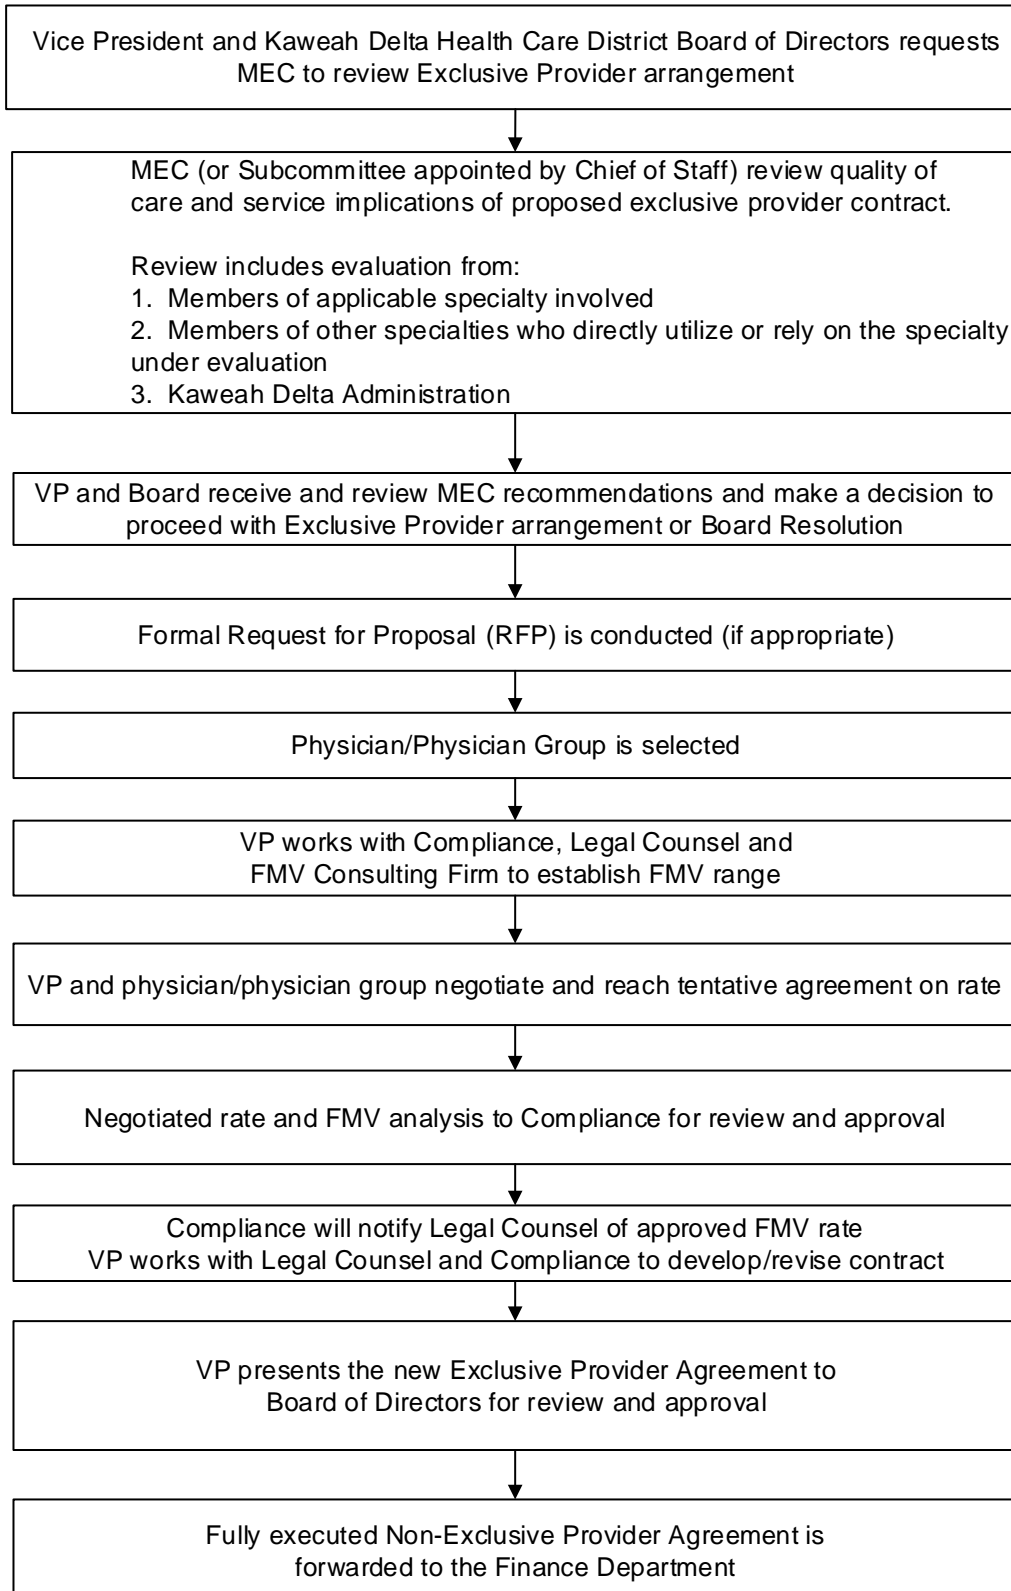 Vice President and Kaweah Delta Health Care District Board of Directors requests
MEC to review Exclusive Provider arrangement
MEC (or Subcommittee appointed by Chief of Staff) review quality of
care and service implications of proposed exclusive provider contract.
Review includes evaluation from:
1. Members of applicable specialty involved
2. Members of other specialties who directly utilize or rely on the specialty
under evaluation
3. Kaweah Delta Administration
VP and Board receive and review MEC recommendations and make a decision to
proceed with Exclusive Provider arrangement or Board Resolution
Formal Request for Proposal (RFP) is conducted (if appropriate)
Physician/Physician Group is selected
VP works with Compliance, Legal Counsel and
FMV Consulting Firm to establish FMV range
VP and physician/physician group negotiate and reach tentative agreement on rate
Negotiated rate and FMV analysis to Compliance for review and approval
Compliance will notify Legal Counsel of approved FMV rate
VP works with Legal Counsel and Compliance to develop/revise contract
VP presents the new Exclusive Provider Agreement to
Board of Directors for review and approval
Fully executed Non-Exclusive Provider Agreement is
forwarded to the Finance Department